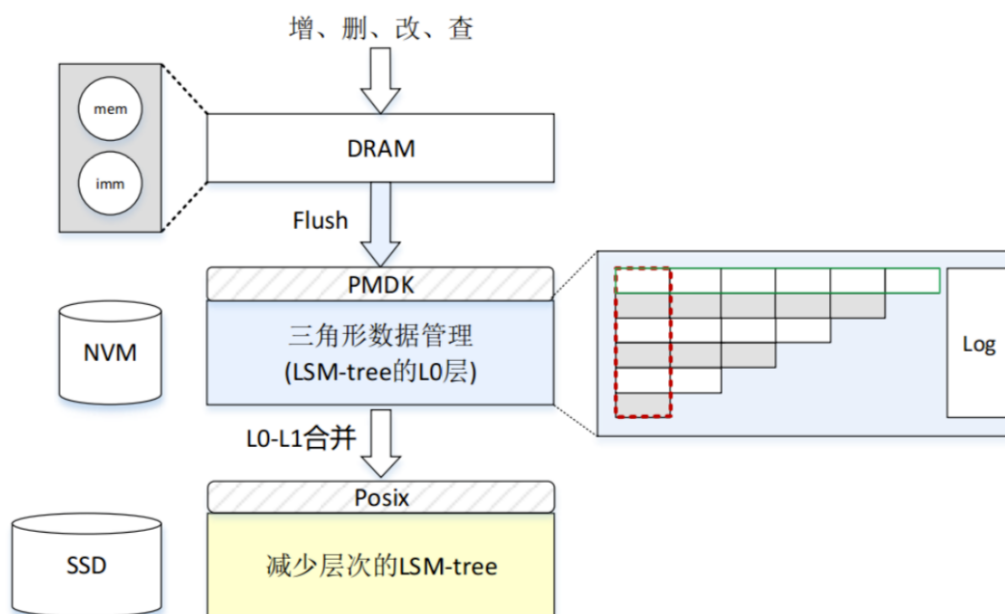 增、删、改、查
mem
imm
DRAM
Flush
PMDK
NVM
三角形数据管理
(LSM-tree的L0层)
Log
L0-L1合并
Posix
SSD
减少层次的LSM-tree